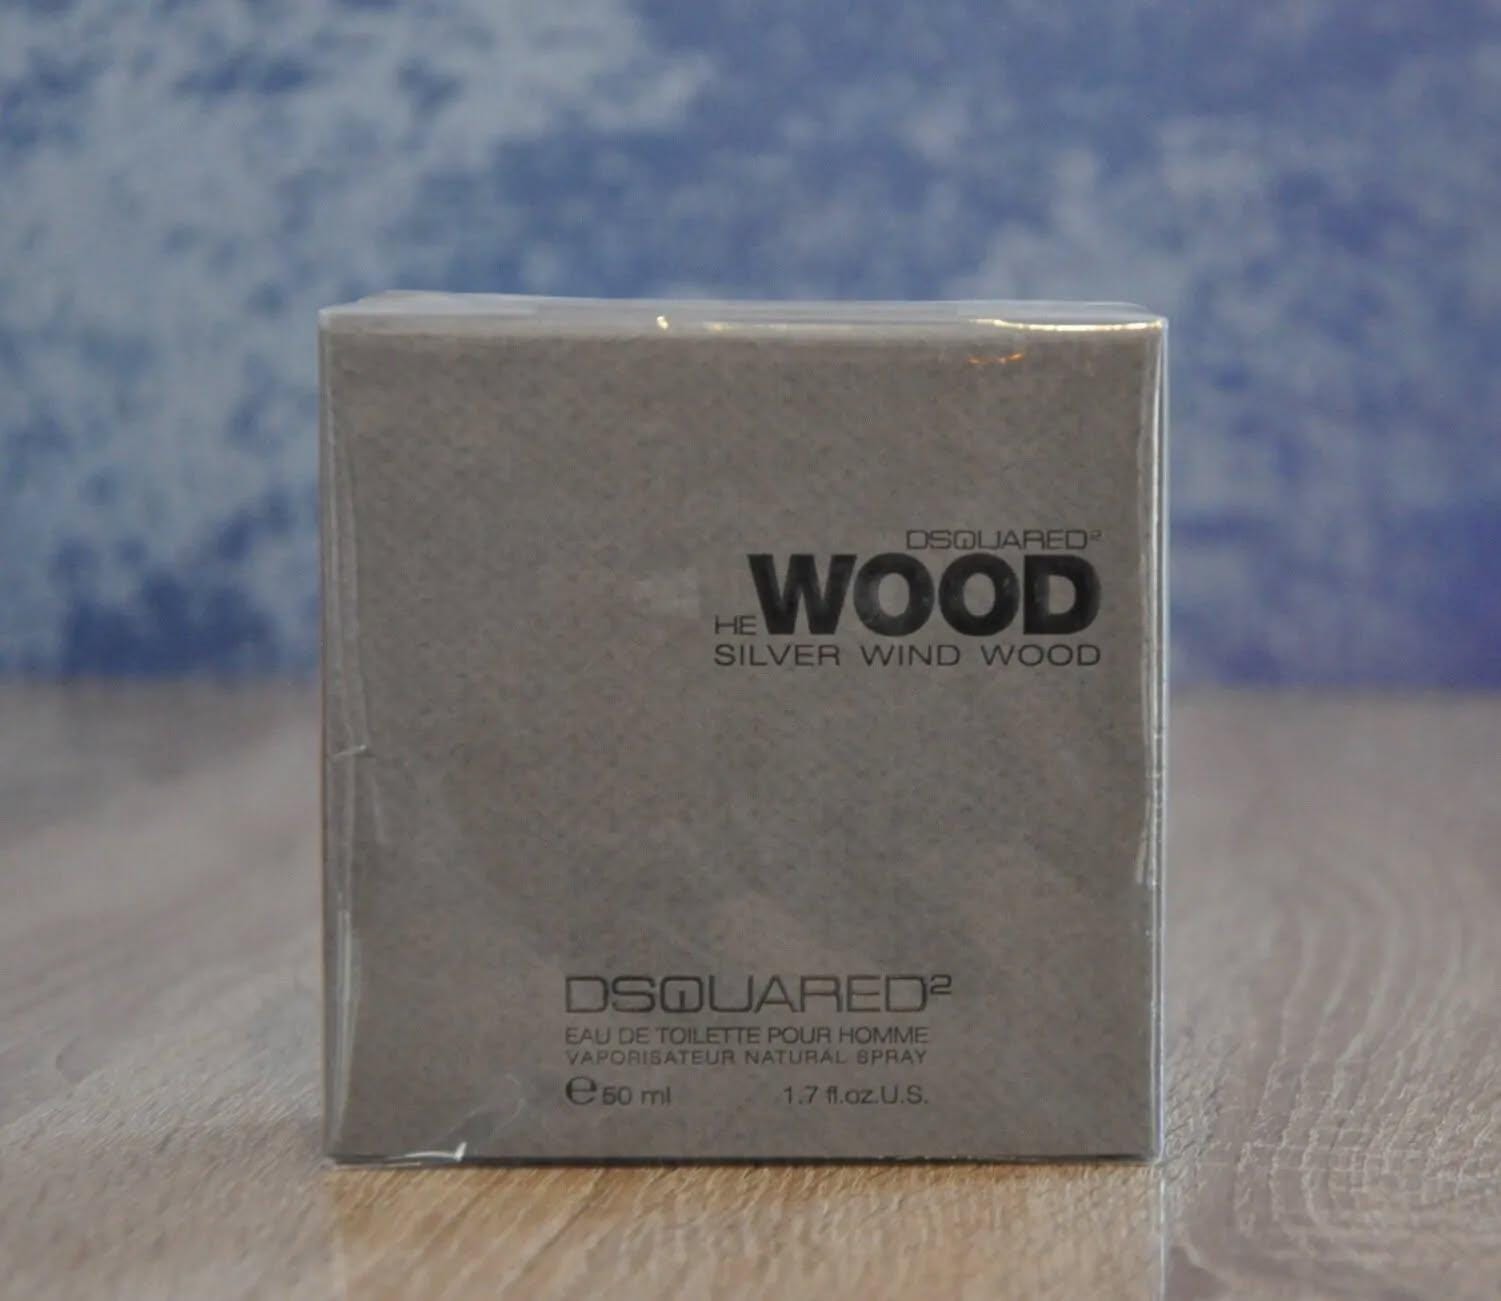 DSQUARED²
HE WOOD
SILVER WIND WOOD
DSQUARED²
EAU DE TOILETTE POUR HOMME
VAPORISATEUR NATURAL SPRAY
℮ 50 ml 1.7 fl.oz.U.S.